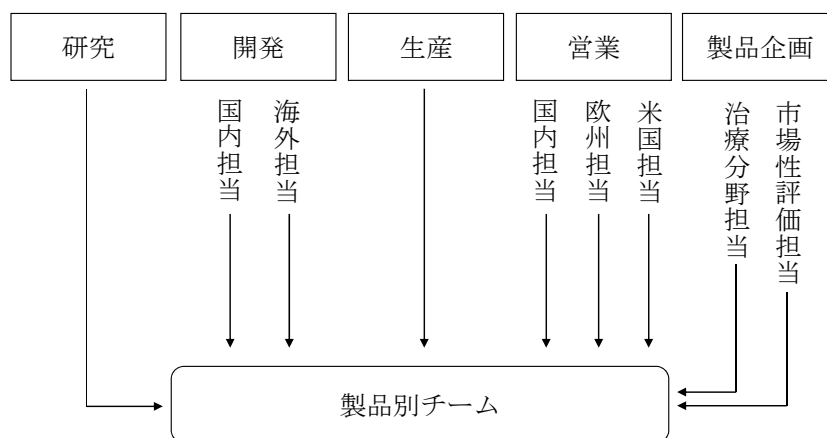 研究
開発
生産
営業
製品企画
国内担当
海外担当
国内担当
欧州担当
米国担当
治療分野担当
市場性評価担当
製品別チーム